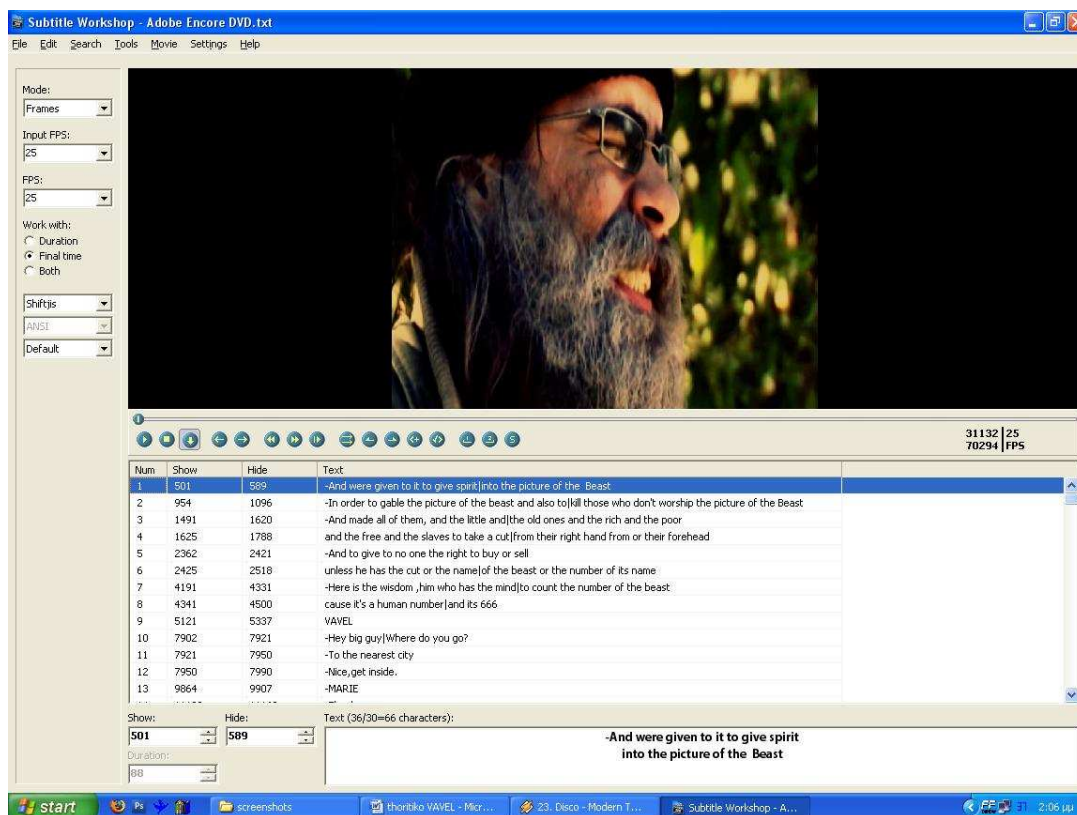 Subtitle Workshop - Adobe Encore DVD.txt
File Edit Search Tools Movie Settings Help
Mode:
Frames
Input FPS:
25
FPS:
25
Work with:
Duration
Final time
Both
Shiftjis
ANSI
Default
31132 25
70294 FPS
Num Show Hide Text
1 501 589 -And were given to it to give spirit|into the picture of the Beast
2 954 1096 -In order to gable the picture of the beast and also to|kill those who don't worship the picture of the Beast
3 1491 1620 -And made all of them, and the little and|the old ones and the rich and the poor
4 1625 1788 and the free and the slaves to take a cut|from their right hand from or their forehead
5 2362 2421 -And to give to no one the right to buy or sell
6 2425 2518 unless he has the cut or the name|of the beast or the number of its name
7 4191 4331 -Here is the wisdom ,him who has the mind|to count the number of the beast
8 4341 4500 cause it's a human number|and its 666
9 5121 5337 VAVEL
10 7902 7921 -Hey big guy|Where do you go?
11 7921 7950 -To the nearest city
12 7950 7990 -Nice,get inside.
13 9864 9907 -MARIE
Show: Hide: Text (36/30=66 characters):
501 589
Duration:
88
-And were given to it to give spirit
into the picture of the Beast
start screenshots thoritiko VAVEL - Micr... 23. Disco - Modern T... Subtitle Workshop - A... 2:06 μμ